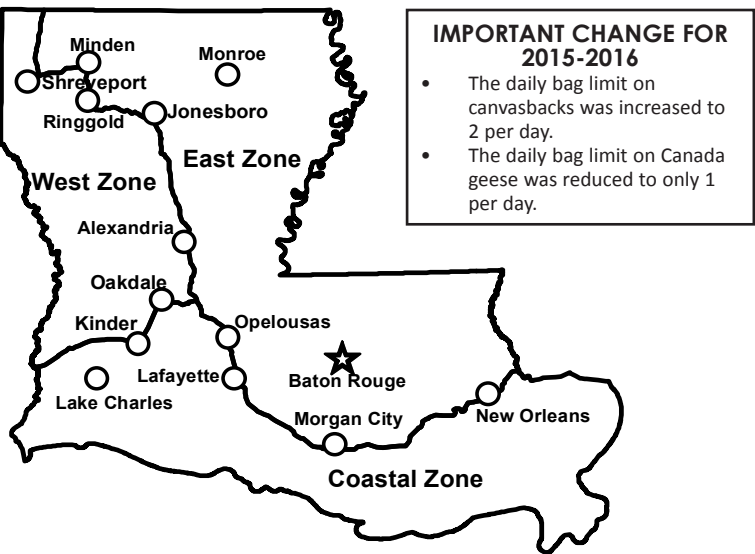 IMPORTANT CHANGE FOR
2015-2016
• The daily bag limit on
canvasbacks was increased to
2 per day.
• The daily bag limit on Canada
geese was reduced to only 1
per day.
Minden
Monroe
Shreveport
Ringgold
Jonesboro
East Zone
West Zone
Alexandria
Oakdale
Kinder
Opelousas
Lafayette
Baton Rouge
Lake Charles
Morgan City
New Orleans
Coastal Zone